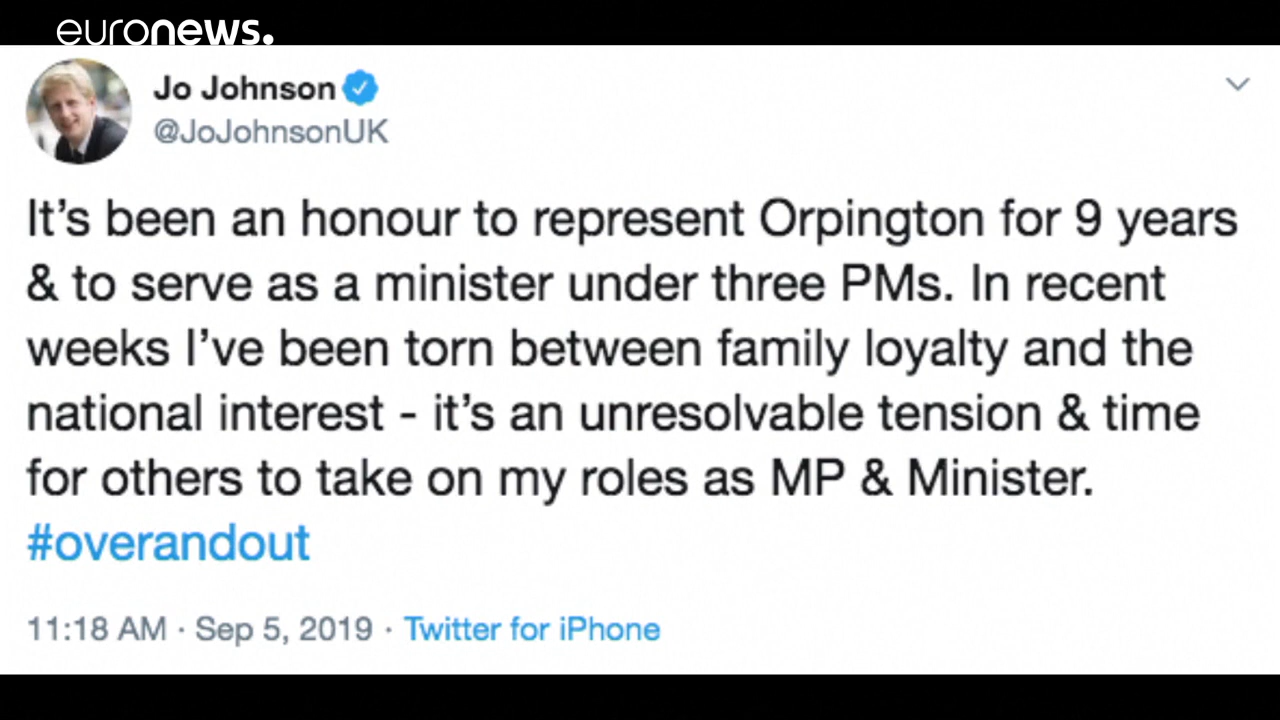 euronews.
Jo Johnson
@JoJohnsonUK
It's been an honour to represent Orpington for 9 years
& to serve as a minister under three PMs. In recent
weeks I've been torn between family loyalty and the
national interest - it's an unresolvable tension & time
for others to take on my roles as MP & Minister.
#overandout
11:18 AM · Sep 5, 2019 · Twitter for iPhone